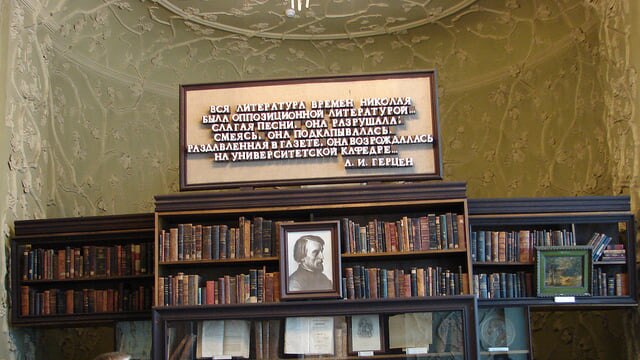 ВСЯ ЛИТЕРАТУРА ВРЕМЕН НИКОЛАЯ
БЫЛА ОППОЗИЦИОННОЙ ЛИТЕРАТУРОЙ...
СЛАГАЯ ПЕСНИ, ОНА РАЗРУШАЛА;
СМЕЯСЬ, ОНА ПОДКАПЫВАЛАСЬ.
РАЗДАВЛЕННАЯ В ГАЗЕТЕ, ОНА ВОЗРОЖДАЛАСЬ
НА УНИВЕРСИТЕТСКОЙ КАФЕДРЕ...
А. И. ГЕРЦЕН